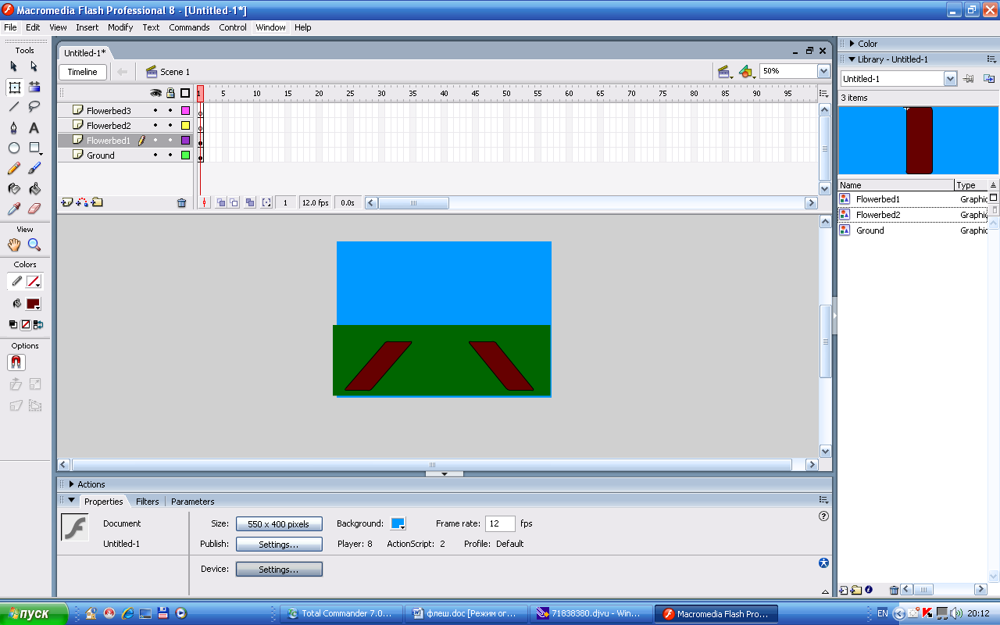 Macromedia Flash Professional 8 - [Untitled-1*]
File Edit View Insert Modify Text Commands Control Window Help
Tools
View
Colors
Options
Untitled-1*
Timeline
Scene 1
50%
1 5 10 15 20 25 30 35 40 45 50 55 60 65 70 75 80 85 90 95
Flowerbed3
Flowerbed2
Flowerbed1
Ground
1 12.0 fps 0.0s
Actions
Properties Filters Parameters
Document
Untitled-1
Size: 550 x 400 pixels Background: Frame rate: 12 fps
Publish: Settings... Player: 8 ActionScript: 2 Profile: Default
Device: Settings...
Color
Library - Untitled-1
Untitled-1
3 items
Name Type
Flowerbed1 Graphic
Flowerbed2 Graphic
Ground Graphic
пуск
Total Commander 7.0...
флеш.doc [Режим ог...
71838380.djvu - Win...
Macromedia Flash Pro...
EN 20:12